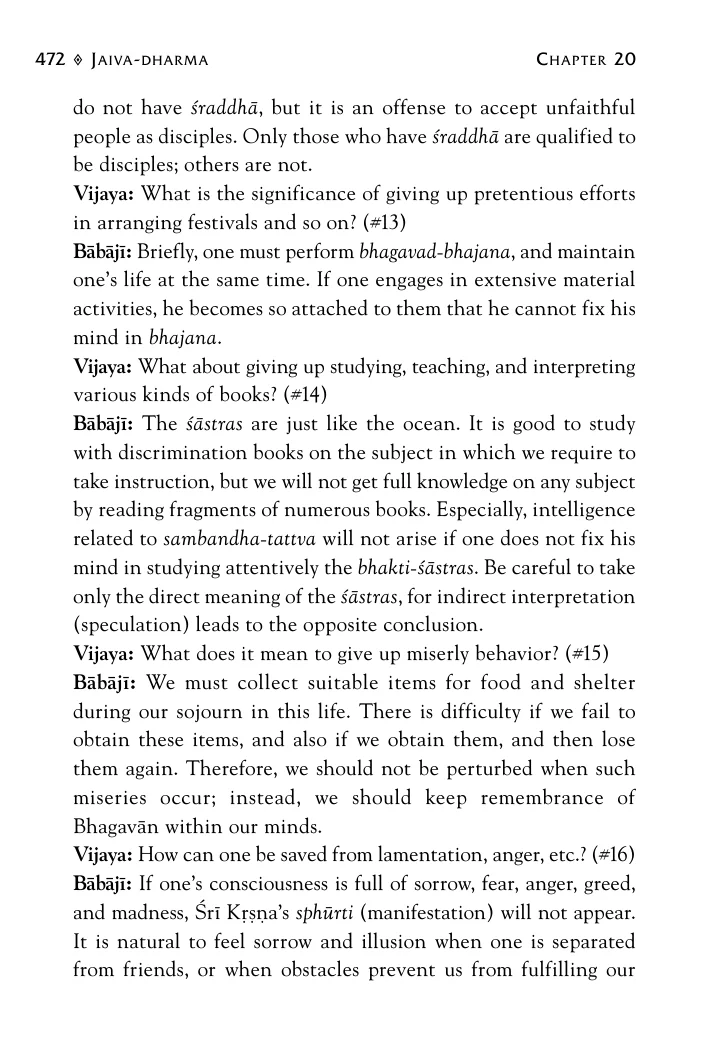 472 ◈ JAIVA-DHARMA CHAPTER 20
do not have śraddhā, but it is an offense to accept unfaithful
people as disciples. Only those who have śraddhā are qualified to
be disciples; others are not.
Vijaya: What is the significance of giving up pretentious efforts
in arranging festivals and so on? (#13)
Bābājī: Briefly, one must perform bhagavad-bhajana, and maintain
one's life at the same time. If one engages in extensive material
activities, he becomes so attached to them that he cannot fix his
mind in bhajana.
Vijaya: What about giving up studying, teaching, and interpreting
various kinds of books? (#14)
Bābājī: The śāstras are just like the ocean. It is good to study
with discrimination books on the subject in which we require to
take instruction, but we will not get full knowledge on any subject
by reading fragments of numerous books. Especially, intelligence
related to sambandha-tattva will not arise if one does not fix his
mind in studying attentively the bhakti-śāstras. Be careful to take
only the direct meaning of the śāstras, for indirect interpretation
(speculation) leads to the opposite conclusion.
Vijaya: What does it mean to give up miserly behavior? (#15)
Bābājī: We must collect suitable items for food and shelter
during our sojourn in this life. There is difficulty if we fail to
obtain these items, and also if we obtain them, and then lose
them again. Therefore, we should not be perturbed when such
miseries occur; instead, we should keep remembrance of
Bhagavān within our minds.
Vijaya: How can one be saved from lamentation, anger, etc.? (#16)
Bābājī: If one's consciousness is full of sorrow, fear, anger, greed,
and madness, Śrī Kṛṣṇa's sphūrti (manifestation) will not appear.
It is natural to feel sorrow and illusion when one is separated
from friends, or when obstacles prevent us from fulfilling our